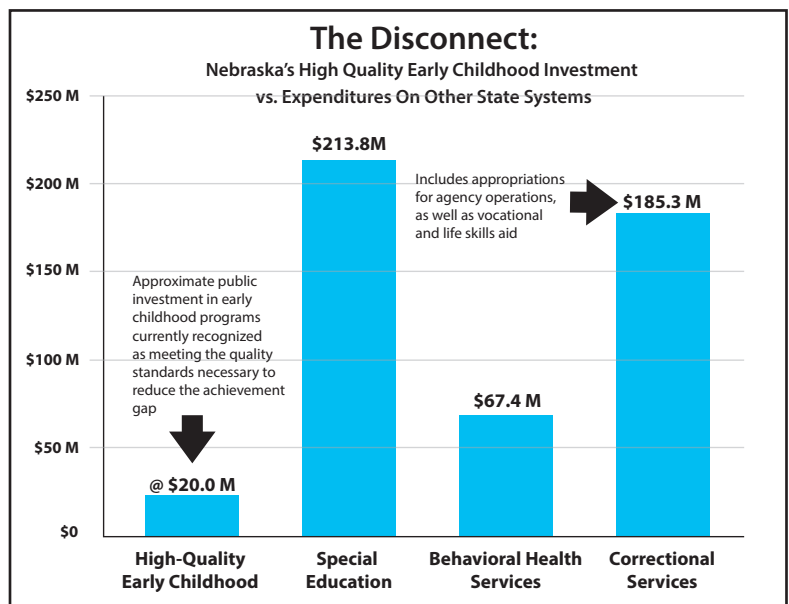 The Disconnect:
Nebraska's High Quality Early Childhood Investment
vs. Expenditures On Other State Systems
$250 M
$200 M
$150 M
$100 M
$50 M
$0
Approximate public
investment in early
childhood programs
currently recognized
as meeting the quality
standards necessary to
reduce the achievement
gap
@ $20.0 M
$213.8M
$67.4 M
Includes appropriations
for agency operations,
as well as vocational
and life skills aid
$185.3 M
High-Quality
Early Childhood
Special
Education
Behavioral Health
Services
Correctional
Services